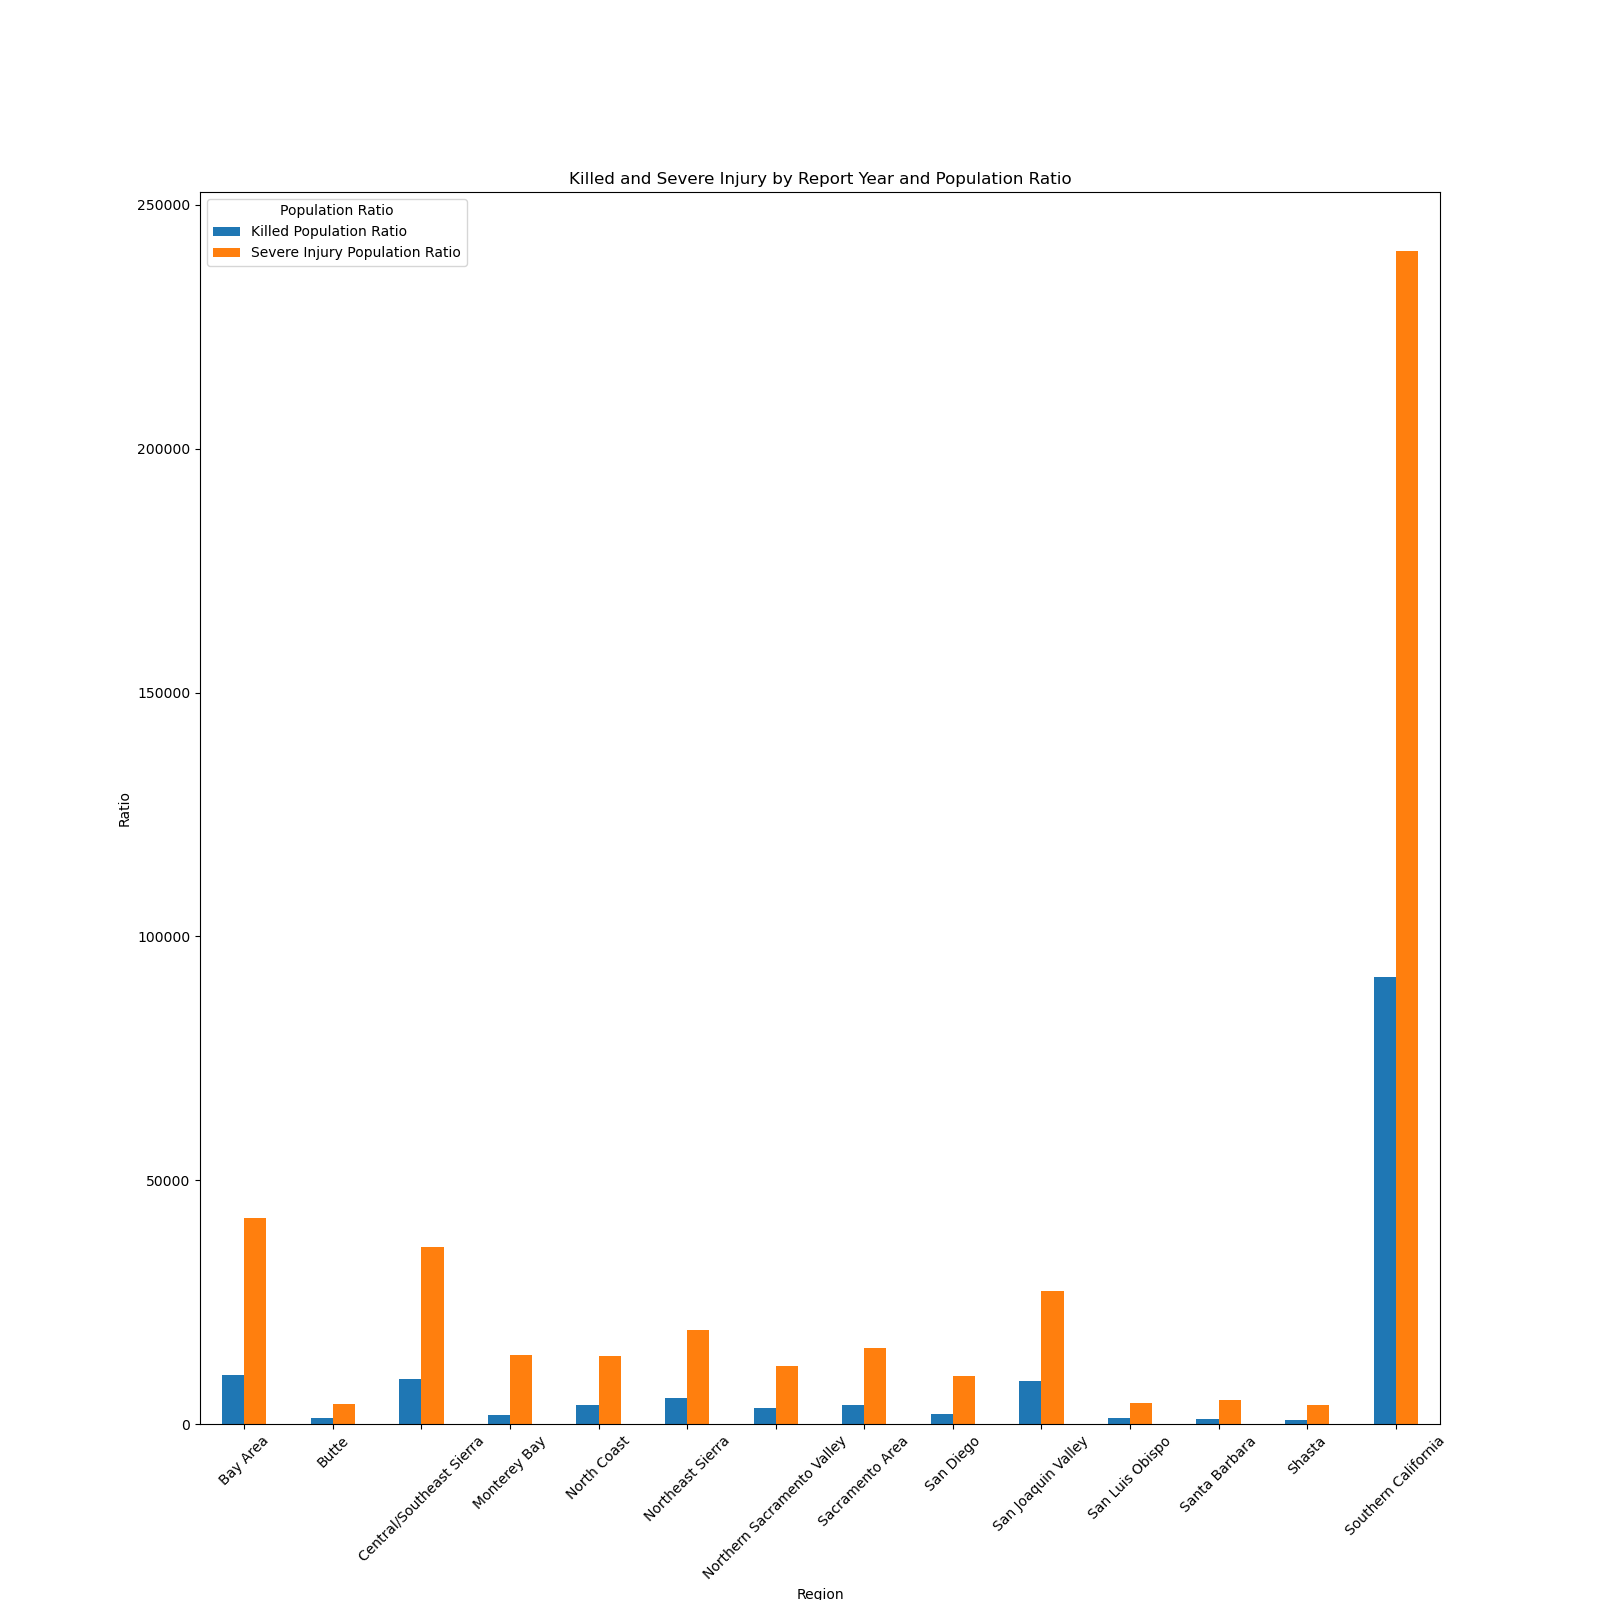 Killed and Severe Injury by Report Year and Population Ratio
Population Ratio
Killed Population Ratio
Severe Injury Population Ratio
250000
200000
150000
100000
50000
0
Ratio
Bay Area
Butte
Central/Southeast Sierra
Monterey Bay
North Coast
Northeast Sierra
Northern Sacramento Valley
Sacramento Area
San Diego
San Joaquin Valley
San Luis Obispo
Santa Barbara
Shasta
Southern California
Region